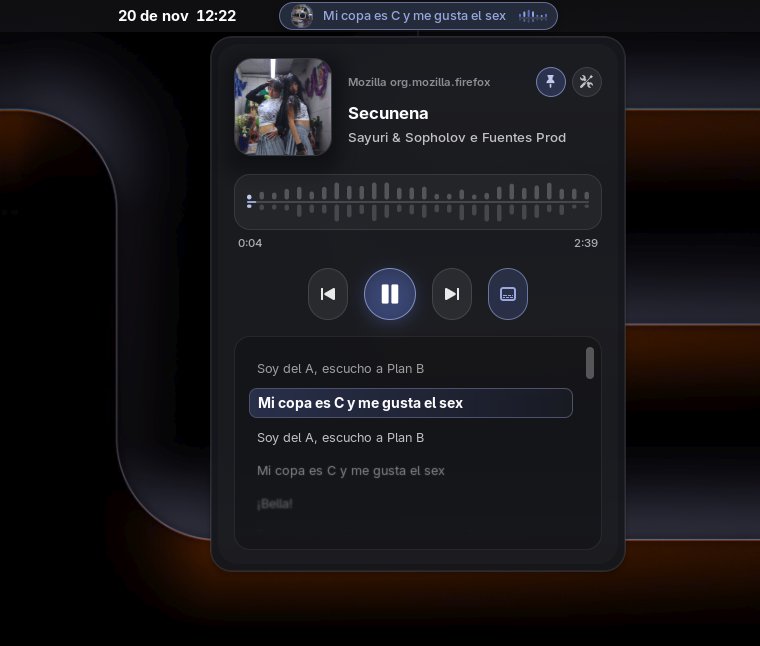 20 de nov 12:22
Mi copa es C y me gusta el sex
Mozilla org.mozilla.firefox
Secunena
Sayuri & Sopholov e Fuentes Prod
0:04
2:39
Soy del A, escucho a Plan B
Mi copa es C y me gusta el sex
Soy del A, escucho a Plan B
Mi copa es C y me gusta el sex
¡Bella!